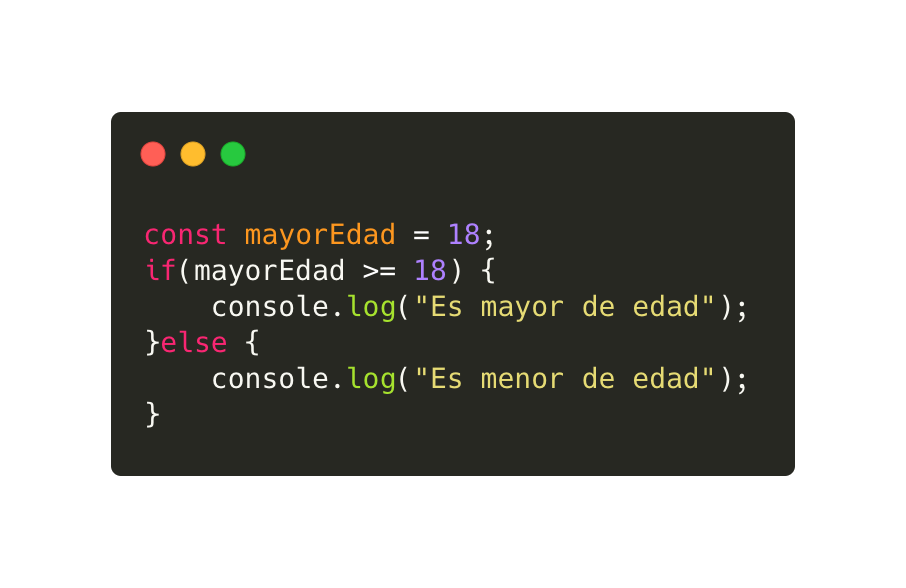 const mayorEdad = 18;
if(mayorEdad >= 18) {
    console.log("Es mayor de edad");
}else {
    console.log("Es menor de edad");
}